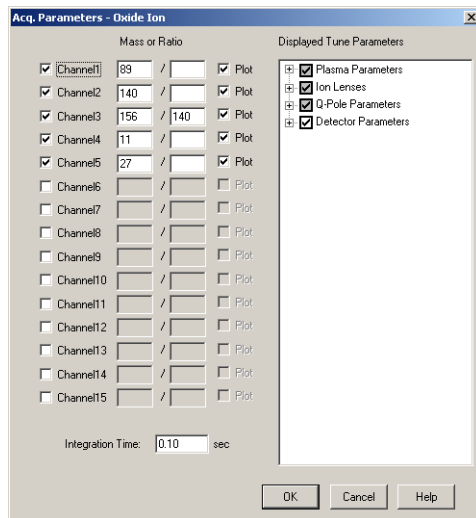 Acq. Parameters - Oxide Ion
Mass or Ratio
Displayed Tune Parameters
Channel1 89 / Plot
Channel2 140 / Plot
Channel3 156 / 140 Plot
Channel4 11 / Plot
Channel5 27 / Plot
Channel6 / Plot
Channel7 / Plot
Channel8 / Plot
Channel9 / Plot
Channel10 / Plot
Channel11 / Plot
Channel12 / Plot
Channel13 / Plot
Channel14 / Plot
Channel15 / Plot
Plasma Parameters
Ion Lenses
Q-Pole Parameters
Detector Parameters
Integration Time: 0.10 sec
OK Cancel Help